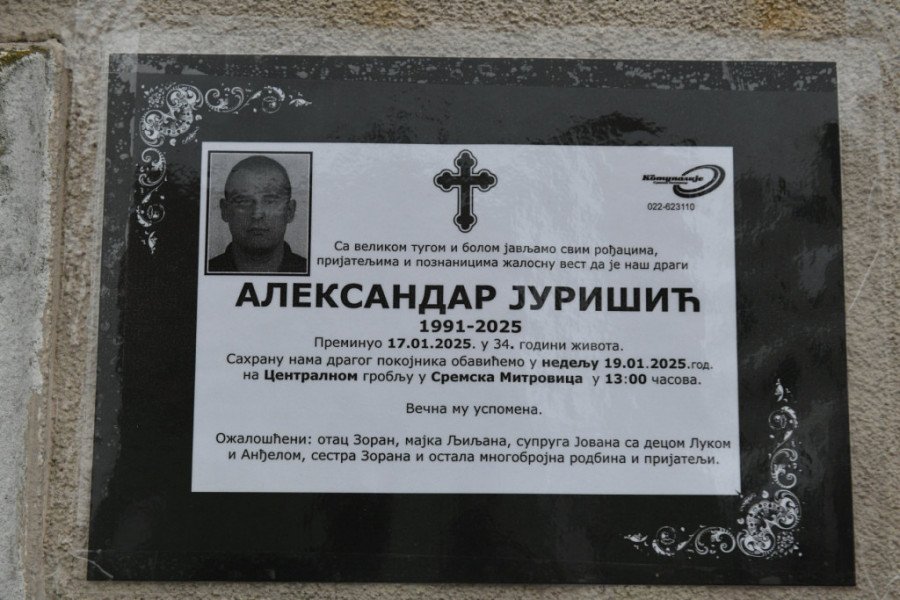 Комуналије
022-623110
Са великом тугом и болом јављамо свим рођацима,
пријатељима и познаницима жалосну вест да је наш драги
АЛЕКСАНДАР ЈУРИШИЋ
1991-2025
Преминуо 17.01.2025. у 34. години живота.
Сахрану нама драгог покојника обавићемо у недељу 19.01.2025.год.
на Централном гробљу у Сремска Митровица у 13:00 часова.
Вечна му успомена.
Ожалошћени: отац Зоран, мајка Љиљана, супруга Јована са децом Луком
и Анђелом, сестра Зорана и остала многобројна родбина и пријатељи.